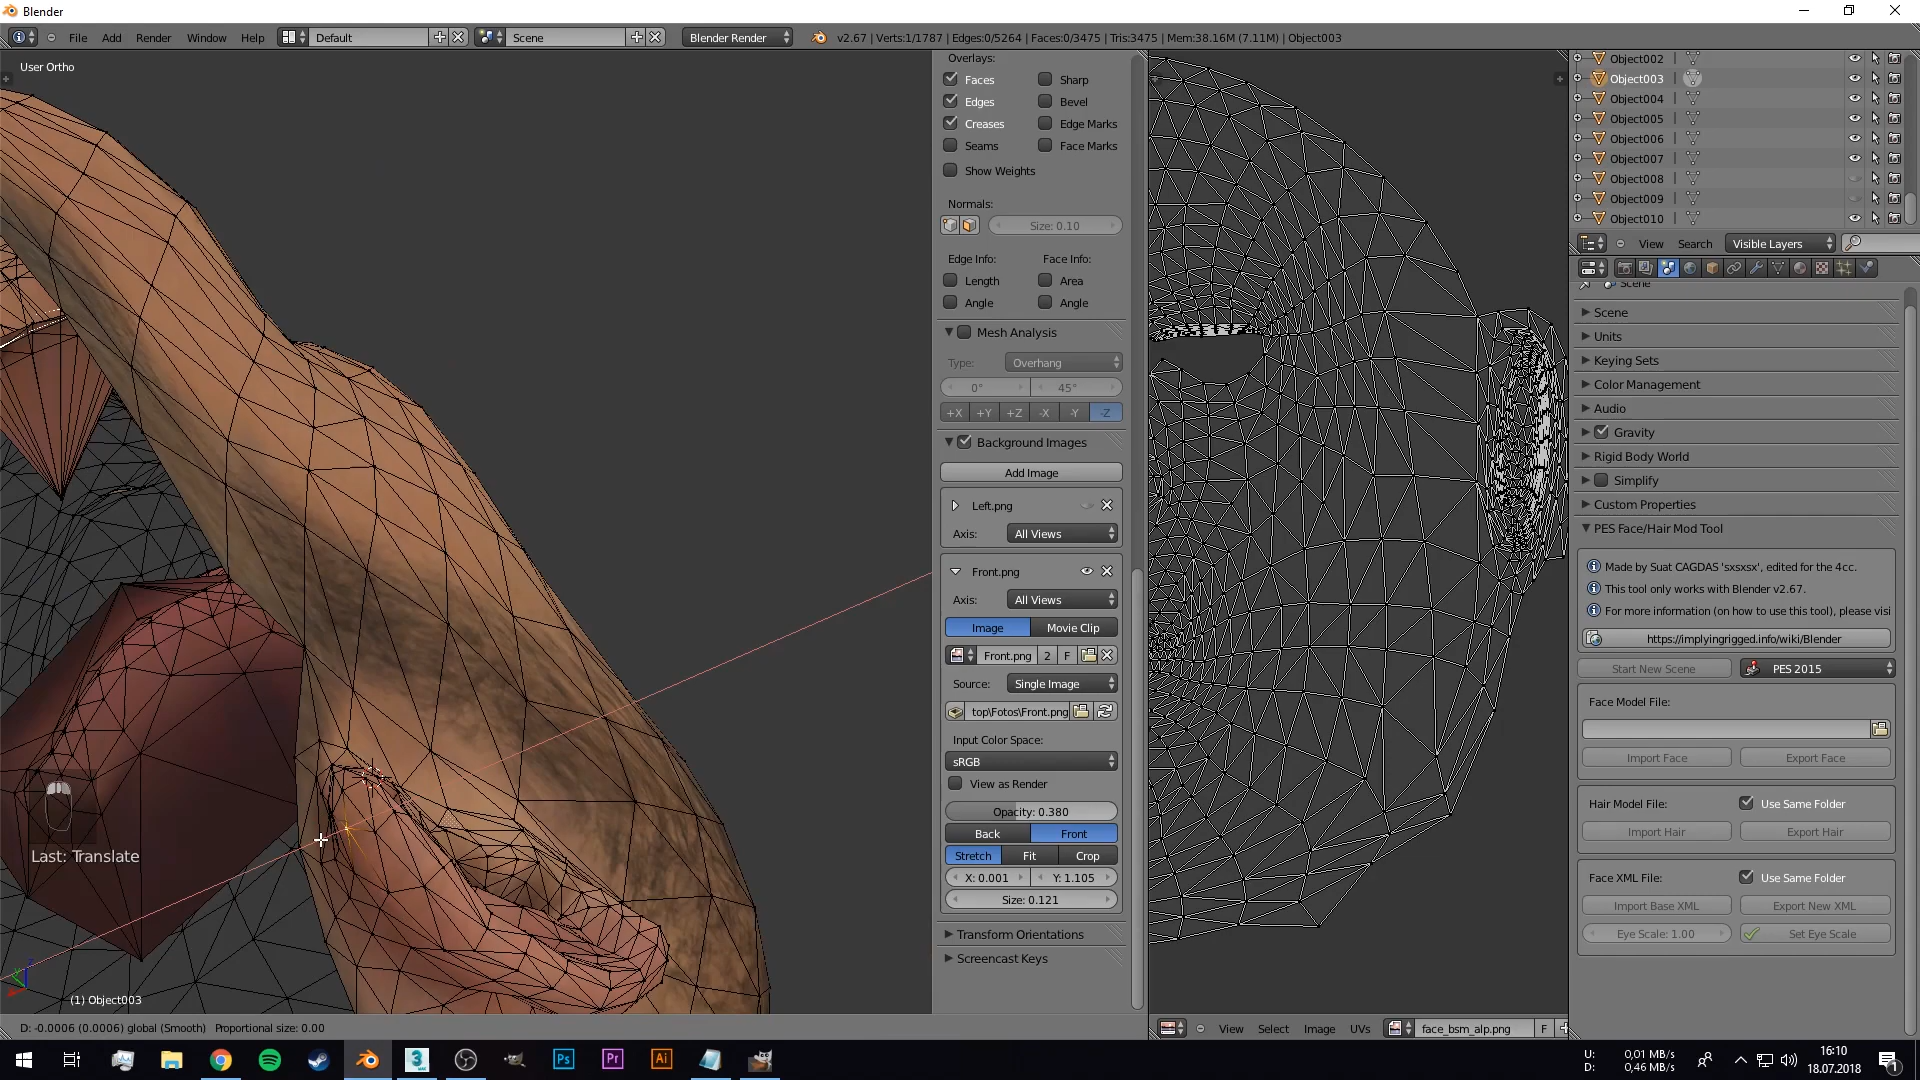 Blender
File Add Render Window Help Default Scene Blender Render v2.67 | Verts:1/1787 | Edges:0/5264 | Faces:0/3475 | Tris:3475 | Mem:38.16M (7.11M) | Object003
User Ortho
Overlays:
Faces Sharp
Edges Bevel
Creases Edge Marks
Seams Face Marks
Show Weights
Normals:
Size: 0.10
Edge Info: Face Info:
Length Area
Angle Angle
Mesh Analysis
Type: Overhang
0° 45°
+X +Y +Z -X -Y -Z
Background Images
Add Image
Left.png
Axis: All Views
Front.png
Axis: All Views
Image Movie Clip
Front.png 2 F
Source: Single Image
top\Fotos\Front.png
Input Color Space:
sRGB
View as Render
Opacity: 0.380
Back Front
Stretch Fit Crop
X: 0.001 Y: 1.105
Size: 0.121
Transform Orientations
Screencast Keys
Last: Translate
(1) Object003
D: -0.0006 (0.0006) global (Smooth) Proportional size: 0.00
View Select Image UVs face_bsm_alp.png F
Object002
Object003
Object004
Object005
Object006
Object007
Object008
Object009
Object010
View Search Visible Layers
Scene
Scene
Units
Keying Sets
Color Management
Audio
Gravity
Rigid Body World
Simplify
Custom Properties
PES Face/Hair Mod Tool
Made by Suat CAGDAS 'sxsxsx', edited for the 4cc.
This tool only works with Blender v2.67.
For more information (on how to use this tool), please visi
https://implyingrigged.info/wiki/Blender
Start New Scene PES 2015
Face Model File:
Import Face Export Face
Hair Model File: Use Same Folder
Import Hair Export Hair
Face XML File: Use Same Folder
Import Base XML Export New XML
Eye Scale: 1.00 Set Eye Scale
Ps Pr Ai
U: 0,01 MB/s
D: 0,46 MB/s
16:10
18.07.2018
1